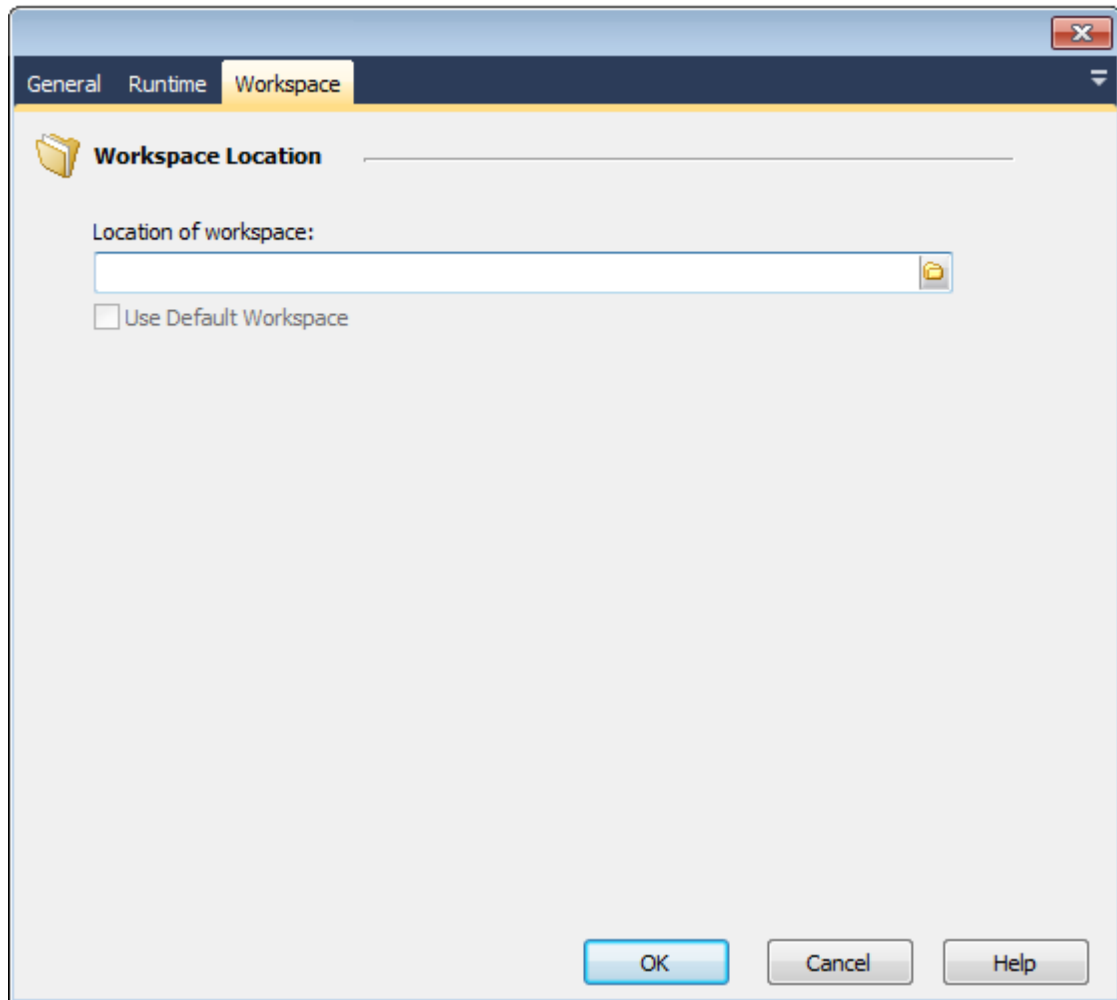 General Runtime Workspace
Workspace Location
Location of workspace:
Use Default Workspace
OK Cancel Help